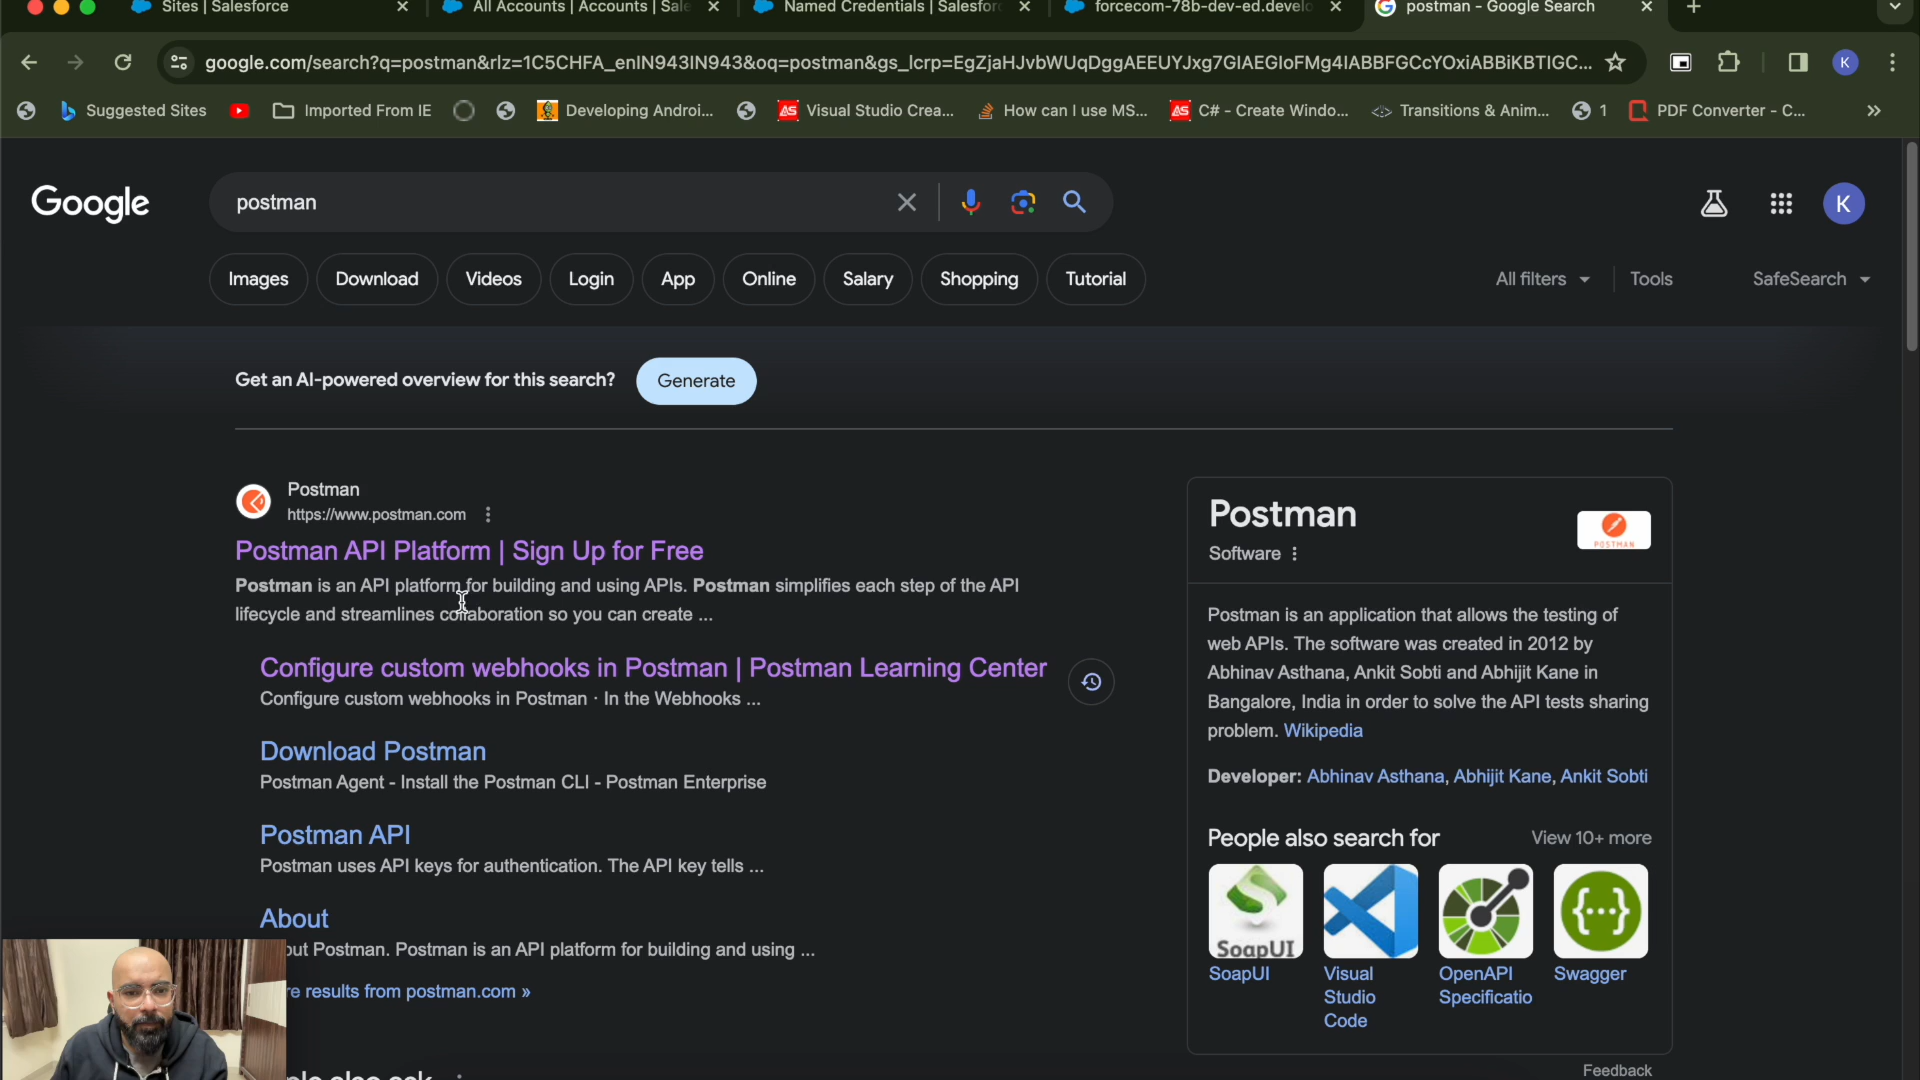 Sites | Salesforce
All Accounts | Accounts | Sale
Named Credentials | Salesforc
forcecom-78b-dev-ed.develo
postman - Google Search
google.com/search?q=postman&rlz=1C5CHFA_enIN943IN943&oq=postman&gs_lcrp=EgZjaHJvbWUqDggAEEUYJxg7GIAEGIoFMg4IABBFGCcYOxiABBiKBTIGC...
K
Suggested Sites
Imported From IE
Developing Androi...
Visual Studio Crea...
How can I use MS...
C# - Create Windo...
Transitions & Anim...
1
PDF Converter - C...
Google
postman
K
Images
Download
Videos
Login
App
Online
Salary
Shopping
Tutorial
All filters
Tools
SafeSearch
Get an AI-powered overview for this search?
Generate
Postman
https://www.postman.com
Postman API Platform | Sign Up for Free
Postman is an API platform for building and using APIs. Postman simplifies each step of the API
lifecycle and streamlines collaboration so you can create ...
Configure custom webhooks in Postman | Postman Learning Center
Configure custom webhooks in Postman · In the Webhooks ...
Download Postman
Postman Agent - Install the Postman CLI - Postman Enterprise
Postman API
Postman uses API keys for authentication. The API key tells ...
About
out Postman. Postman is an API platform for building and using ...
re results from postman.com »
ple also ask
Postman
Software
POSTMAN
Postman is an application that allows the testing of
web APIs. The software was created in 2012 by
Abhinav Asthana, Ankit Sobti and Abhijit Kane in
Bangalore, India in order to solve the API tests sharing
problem. Wikipedia
Developer: Abhinav Asthana, Abhijit Kane, Ankit Sobti
People also search for
View 10+ more
SoapUI
SoapUI
Visual
Studio
Code
OpenAPI
Specificatio
Swagger
Feedback